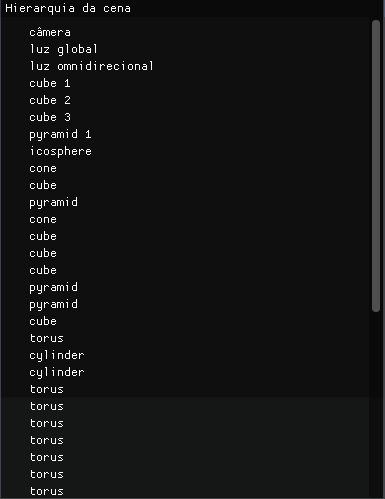 Hierarquia da cena
câmera
luz global
luz omnidirecional
cube 1
cube 2
cube 3
pyramid 1
icosphere
cone
cube
pyramid
cone
cube
cube
cube
pyramid
pyramid
cube
torus
cylinder
cylinder
torus
torus
torus
torus
torus
torus
torus